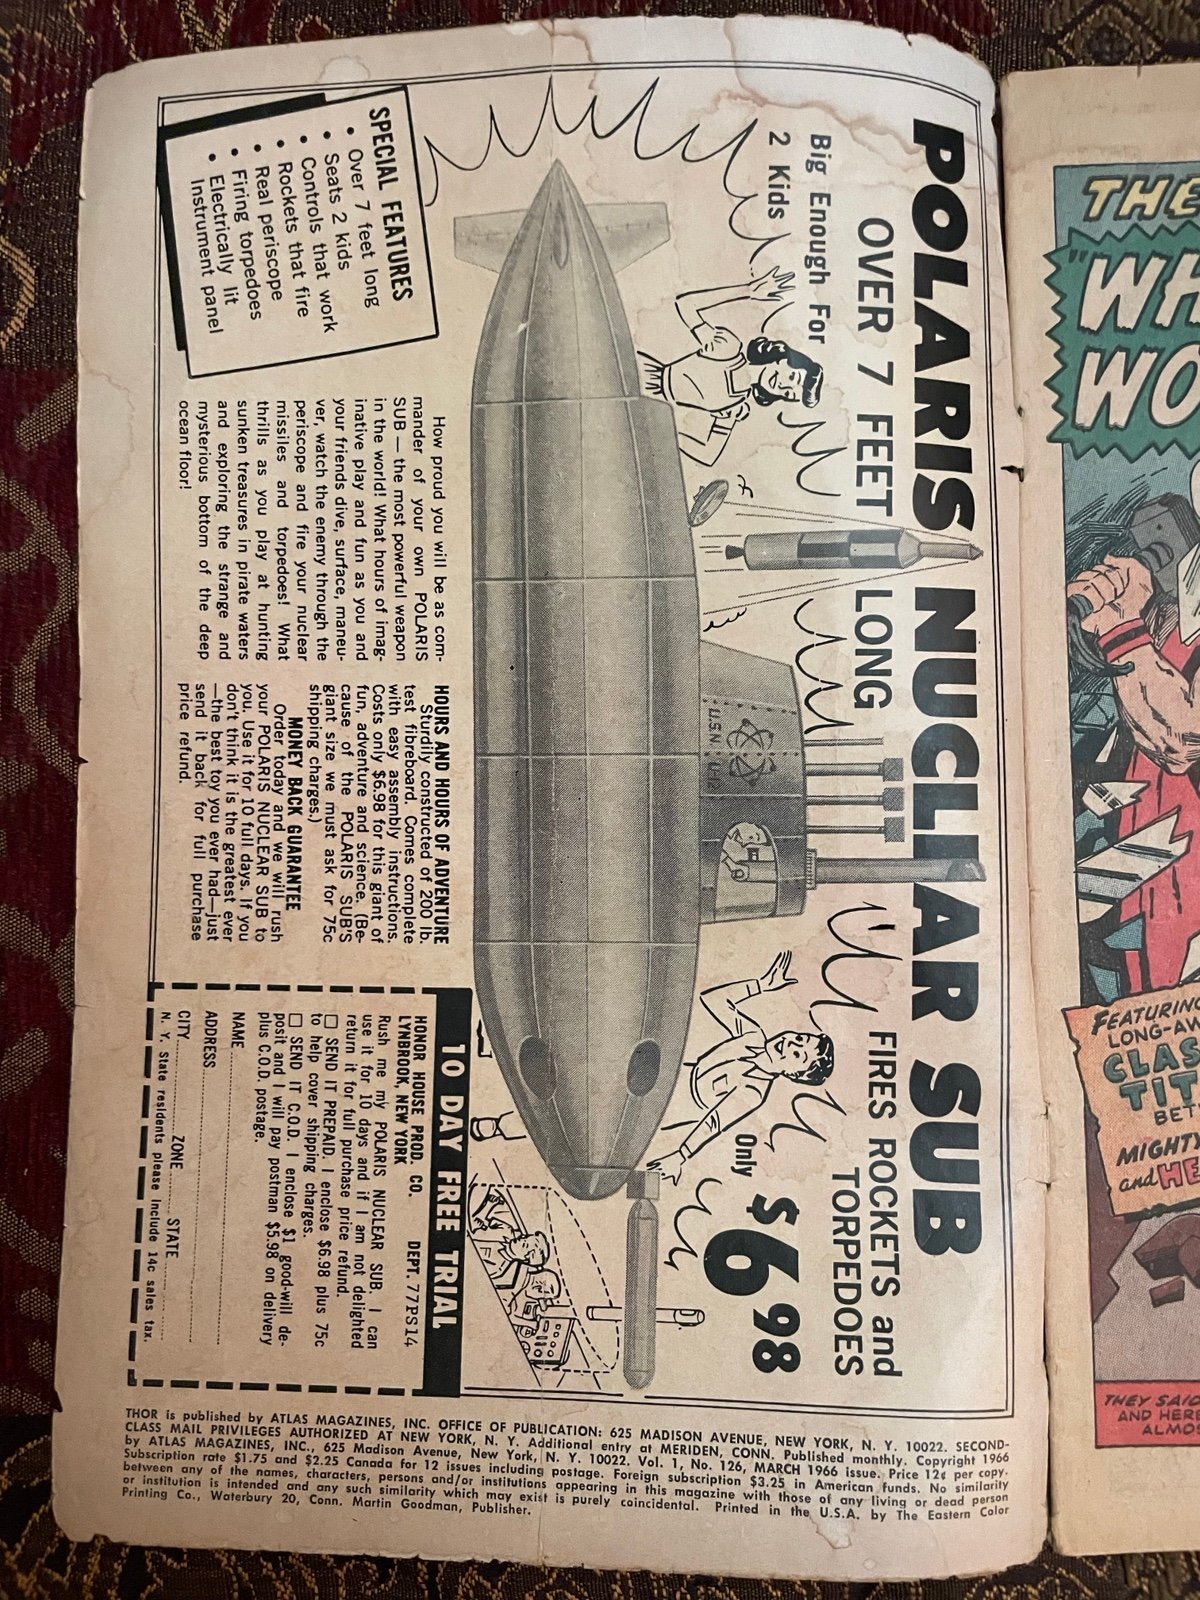 POLARIS NUCLEAR SUB
OVER 7 FEET LONG
FIRES ROCKETS and
TORPEDOES
Big Enough For
2 Kids
Only $6.98
U.S.N. U-12
SPECIAL FEATURES
• Over 7 feet long
• Seats 2 kids
• Controls that work
• Rockets that fire
• Real periscope
• Firing torpedoes
• Electrically lit
Instrument panel
How proud you will be as com-
mander of your own POLARIS
SUB — the most powerful weapon
in the world! What hours of imag-
inative play and fun as you and
your friends dive, surface, maneu-
ver, watch the enemy through the
periscope and fire your nuclear
missiles and torpedoes! What
thrills as you play at hunting
sunken treasures in pirate waters
and exploring the strange and
mysterious bottom of the deep
ocean floor!
HOURS AND HOURS OF ADVENTURE
Sturdily constructed of 200 lb.
test fibreboard. Comes complete
with easy assembly instructions.
Costs only $6.98 for this giant of
fun, adventure and science. (Be-
cause of the POLARIS SUB'S
giant size we must ask for 75c
shipping charges.)
MONEY BACK GUARANTEE
Order today and we will rush
your POLARIS NUCLEAR SUB to
you. Use it for 10 full days. If you
don't think it is the greatest ever
—the best toy you ever had—just
send it back for full purchase
price refund.
10 DAY FREE TRIAL
HONOR HOUSE PROD. CO. DEPT. 77PS14
LYNBROOK, NEW YORK
Rush me my POLARIS NUCLEAR SUB. I can
use it for 10 days and if I am not delighted
return it for full purchase price refund.
☐ SEND IT PREPAID. I enclose $6.98 plus 75c
to help cover shipping charges.
☐ SEND IT C.O.D. I enclose $1 good-will de-
posit and I will pay postman $5.98 on delivery
plus C.O.D. postage.
NAME
ADDRESS
CITY ZONE STATE
N. Y. State residents please include 14c sales tax.
THOR is published by ATLAS MAGAZINES, INC. OFFICE OF PUBLICATION: 625 MADISON AVENUE, NEW YORK, N. Y. 10022. SECOND-
CLASS MAIL PRIVILEGES AUTHORIZED AT NEW YORK, N. Y. Additional entry at MERIDEN, CONN. Published monthly. Copyright 1966
by ATLAS MAGAZINES, INC., 625 Madison Avenue, New York, N. Y. 10022. Vol. 1, No. 126, MARCH 1966 issue. Price 12¢ per copy.
Subscription rate $1.75 and $2.25 Canada for 12 issues including postage. Foreign subscription $3.25 in American funds. No similarity
between any of the names, characters, persons and/or institutions appearing in this magazine with those of any living or dead person
or institution is intended and any such similarity which may exist is purely coincidental. Printed in the U.S.A. by The Eastern Color
Printing Co., Waterbury 20, Conn. Martin Goodman, Publisher.
THE
"WH
WO
FEATURING
LONG-AW
CLAS
TIT
BET
MIGHTY
and HE
THEY SAID
AND HERE
ALMOS